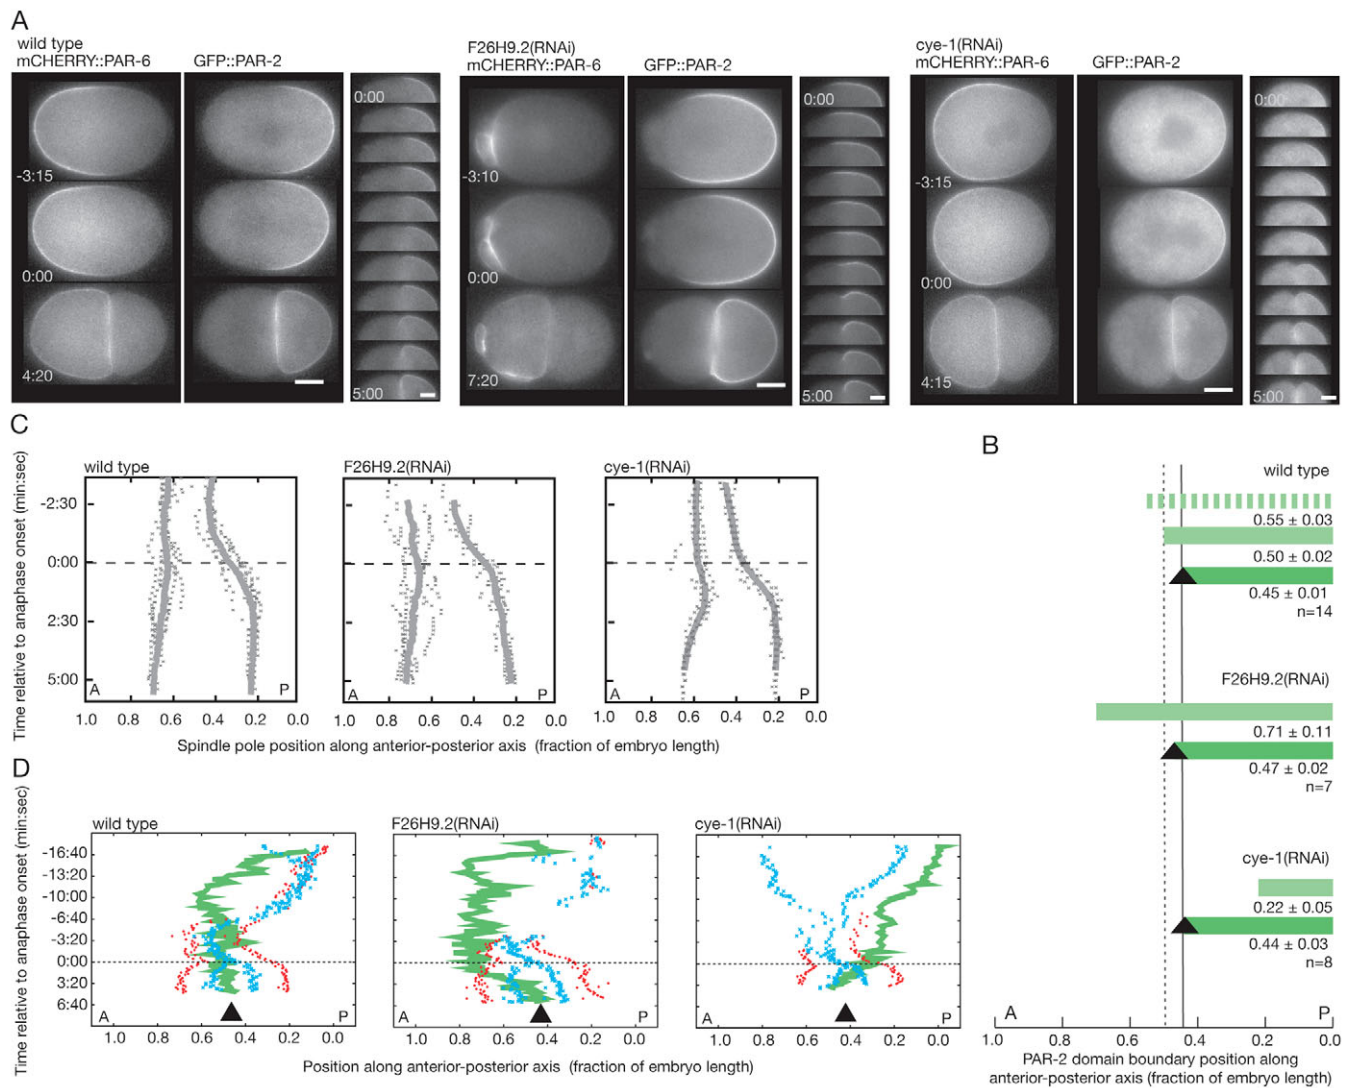 A
wild type
mCHERRY::PAR-6 GFP::PAR-2
0:00
-3:15
0:00
4:20
5:00
F26H9.2(RNAi)
mCHERRY::PAR-6 GFP::PAR-2
0:00
-3:10
0:00
7:20
5:00
cye-1(RNAi)
mCHERRY::PAR-6 GFP::PAR-2
0:00
-3:15
0:00
4:15
5:00
C
Time relative to anaphase onset (min:sec)
wild type F26H9.2(RNAi) cye-1(RNAi)
-2:30
0:00
2:30
5:00
A P A P A P
1.0 0.8 0.6 0.4 0.2 0.0 1.0 0.8 0.6 0.4 0.2 1.0 0.8 0.6 0.4 0.2 0.0
Spindle pole position along anterior-posterior axis (fraction of embryo length)
B
wild type
0.55 ± 0.03
0.50 ± 0.02
0.45 ± 0.01
n=14
F26H9.2(RNAi)
0.71 ± 0.11
0.47 ± 0.02
n=7
cye-1(RNAi)
0.22 ± 0.05
0.44 ± 0.03
n=8
A P
1.0 0.8 0.6 0.4 0.2 0.0
PAR-2 domain boundary position along
anterior-posterior axis (fraction of embryo length)
D
Time relative to anaphase onset (min:sec)
wild type F26H9.2(RNAi) cye-1(RNAi)
-16:40
-13:20
-10:00
-6:40
-3:20
0:00
3:20
6:40
A P A P A P
1.0 0.8 0.6 0.4 0.2 0.0 1.0 0.8 0.6 0.4 0.2 0.0 1.0 0.8 0.6 0.4 0.2 0.0
Position along anterior-posterior axis (fraction of embryo length)